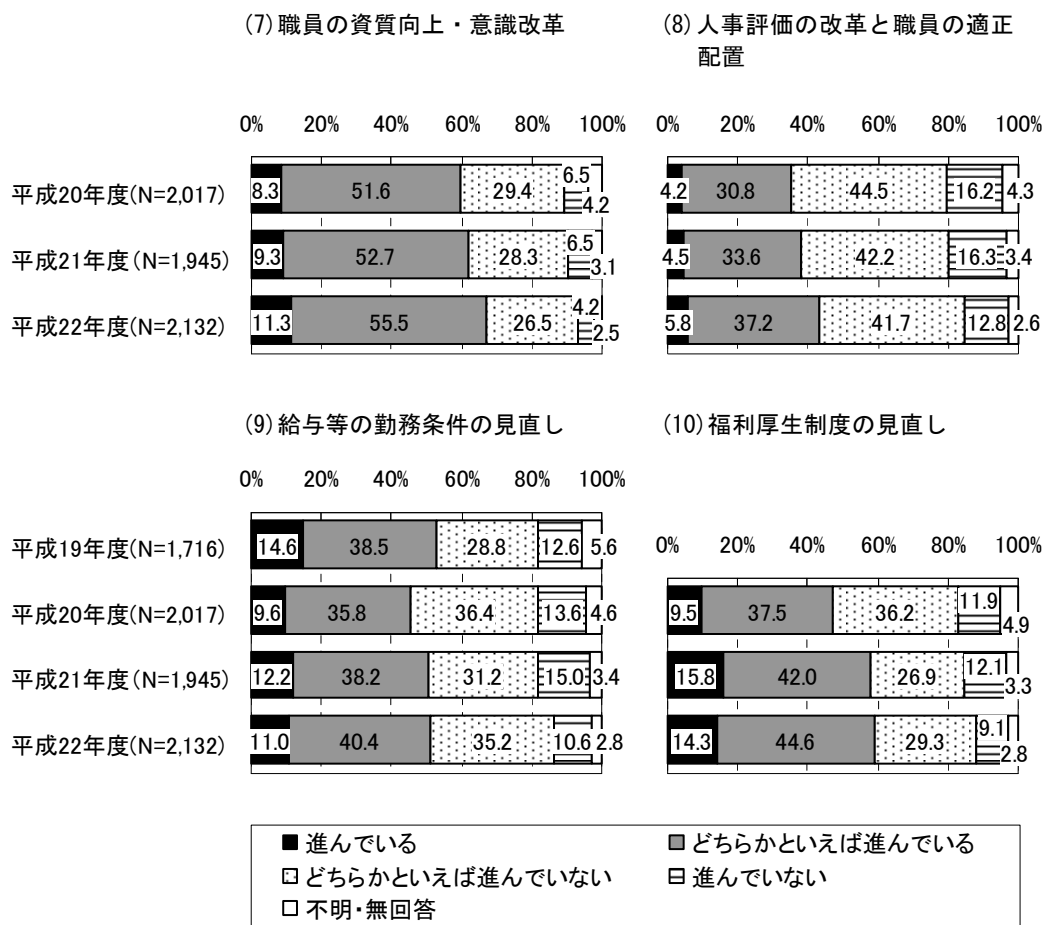 (7) 職員の資質向上・意識改革
(8) 人事評価の改革と職員の適正
配置
0% 20% 40% 60% 80% 100%
0% 20% 40% 60% 80% 100%
平成20年度(N=2,017) 8.3 51.6 29.4 6.5 4.2
4.2 30.8 44.5 16.2 4.3
平成21年度(N=1,945) 9.3 52.7 28.3 6.5 3.1
4.5 33.6 42.2 16.3 3.4
平成22年度(N=2,132) 11.3 55.5 26.5 4.2 2.5
5.8 37.2 41.7 12.8 2.6
(9) 給与等の勤務条件の見直し
(10) 福利厚生制度の見直し
0% 20% 40% 60% 80% 100%
平成19年度(N=1,716) 14.6 38.5 28.8 12.6 5.6
0% 20% 40% 60% 80% 100%
平成20年度(N=2,017) 9.6 35.8 36.4 13.6 4.6
9.5 37.5 36.2 11.9 4.9
平成21年度(N=1,945) 12.2 38.2 31.2 15.0 3.4
15.8 42.0 26.9 12.1 3.3
平成22年度(N=2,132) 11.0 40.4 35.2 10.6 2.8
14.3 44.6 29.3 9.1 2.8
進んでいる
どちらかといえば進んでいる
どちらかといえば進んでいない
進んでいない
不明・無回答